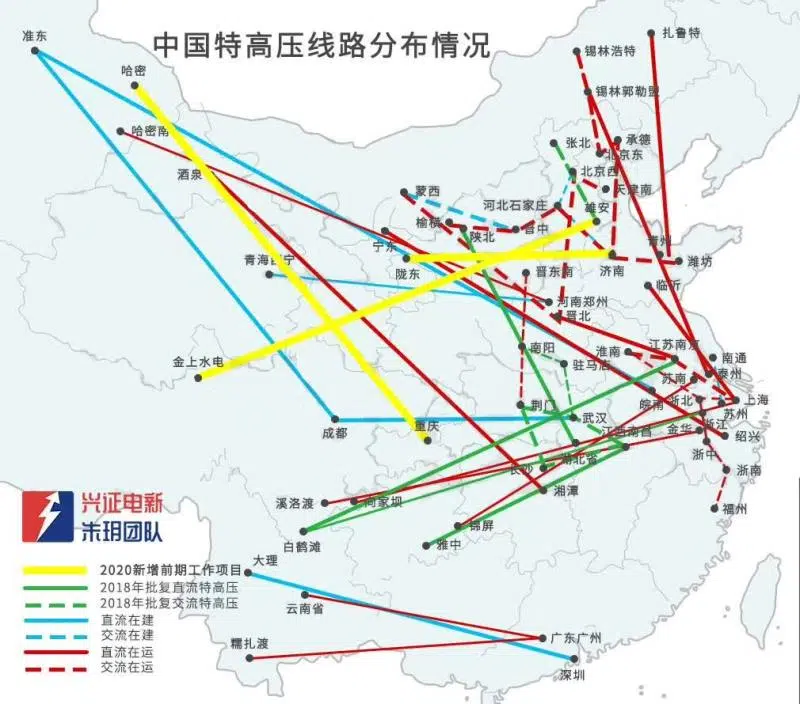 中国特高压线路分布情况
准东
扎鲁特
锡林浩特
哈密
锡林郭勒盟
哈密南
张北
承德
北京东
酒泉
北京西
天津南
蒙西
河北石家庄
雄安
榆横
陕北
晋中
宁东
青州
潍坊
青海西宁
陇东
晋东南
济南
临沂
河南郑州
晋北
南阳
淮南
江苏南京
南通
金上水电
驻马店
苏南
泰州
荆门
皖南
浙北
上海
苏州
成都
重庆
武汉
江西南昌
金华
浙江
绍兴
浙中
长沙
湖北省
浙南
溪洛渡
向家坝
湘潭
福州
锦屏
白鹤滩
雅中
兴证电新
朱玥团队
大理
2020新增前期工作项目
2018年批复直流特高压
云南省
2018年批复交流特高压
直流在建
交流在建
广东广州
直流在运
糯扎渡
交流在运
深圳